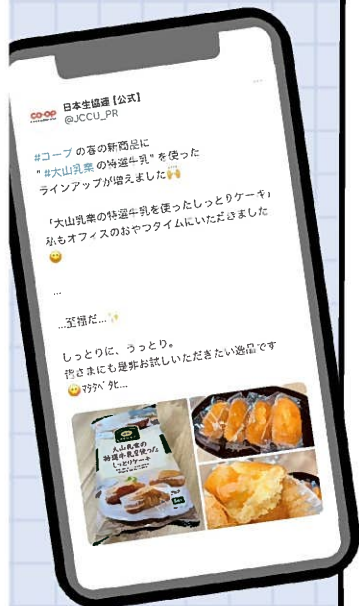 co·op
日本生協連【公式】
@JCCU_PR
#コープ の春の新商品に
" #大山乳業 の特選牛乳" を使った
ラインアップが増えました🙌
「大山乳業の特選牛乳を使ったしっとりケーキ」
私もオフィスのおやつタイムにいただきました
😋
...
...至福だ...✨
しっとりに、うっとり。
皆さまにも是非お試しいただきたい逸品です
😋ﾏﾀﾀﾍﾞﾀﾋ...
大山乳業の
特選牛乳を使った
しっとりケーキ